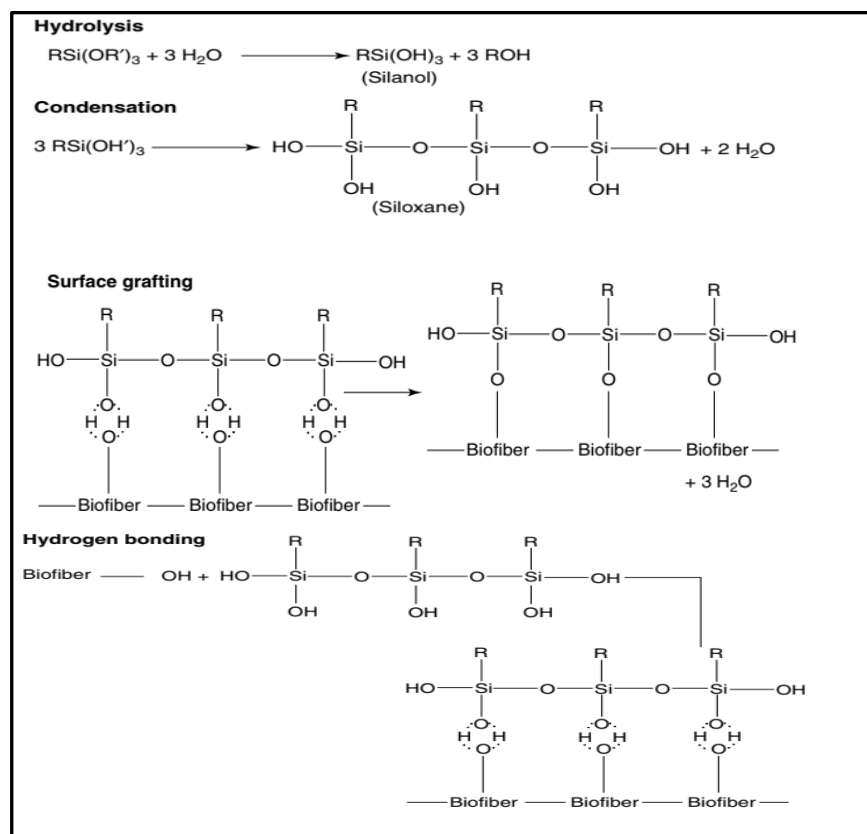 Hydrolysis
RSi(OR′)₃ + 3 H₂O RSi(OH)₃ + 3 ROH
(Silanol)
Condensation
R R R
3 RSi(OH′)₃ HO Si O Si O Si OH + 2 H₂O
OH OH OH
(Siloxane)
Surface grafting
R R R
HO Si O Si O Si OH
O O O
H H H H H H
O O O
Biofiber Biofiber Biofiber
R R R
HO Si O Si O Si OH
O O O
Biofiber Biofiber Biofiber
+ 3 H₂O
Hydrogen bonding
R R R
Biofiber OH + HO Si O Si O Si OH
OH OH OH
R R R
HO Si O Si O Si OH
O O O
H H H H H H
O O O
Biofiber Biofiber Biofiber